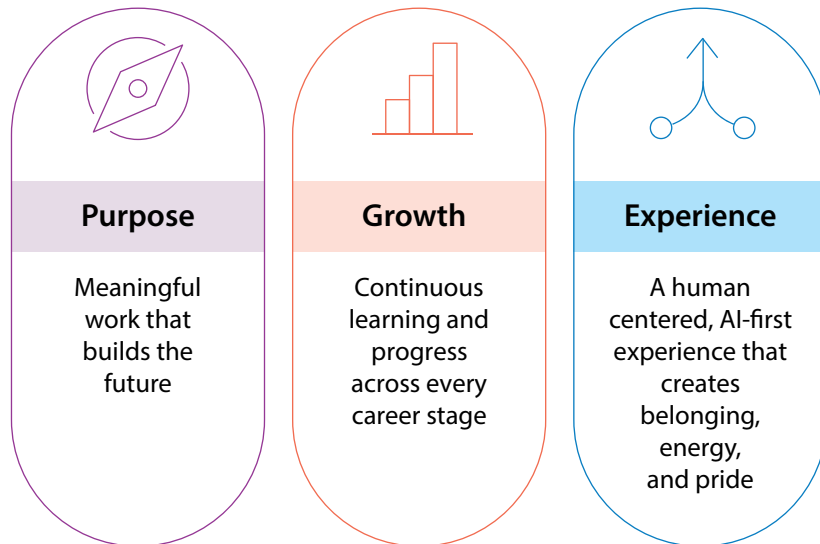 Purpose
Meaningful
work that
builds the
future
Growth
Continuous
learning and
progress
across every
career stage
Experience
A human
centered, AI-first
experience that
creates
belonging,
energy,
and pride